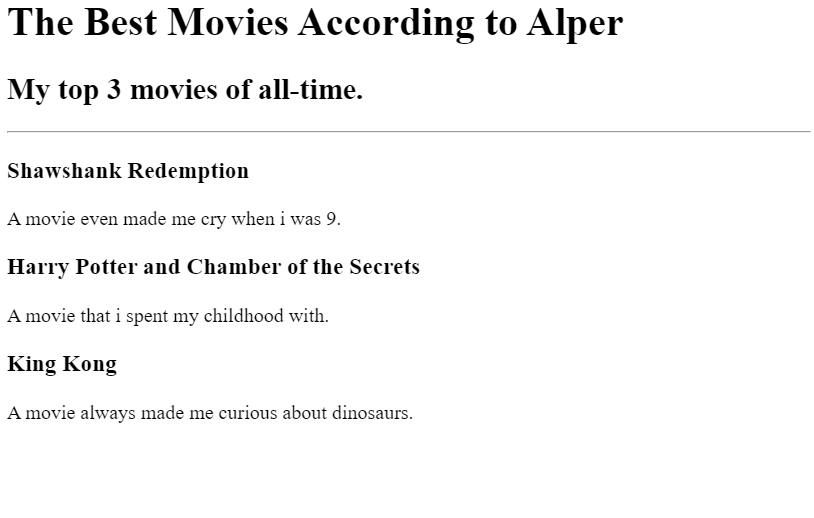 The Best Movies According to Alper
My top 3 movies of all-time.
Shawshank Redemption
A movie even made me cry when i was 9.
Harry Potter and Chamber of the Secrets
A movie that i spent my childhood with.
King Kong
A movie always made me curious about dinosaurs.